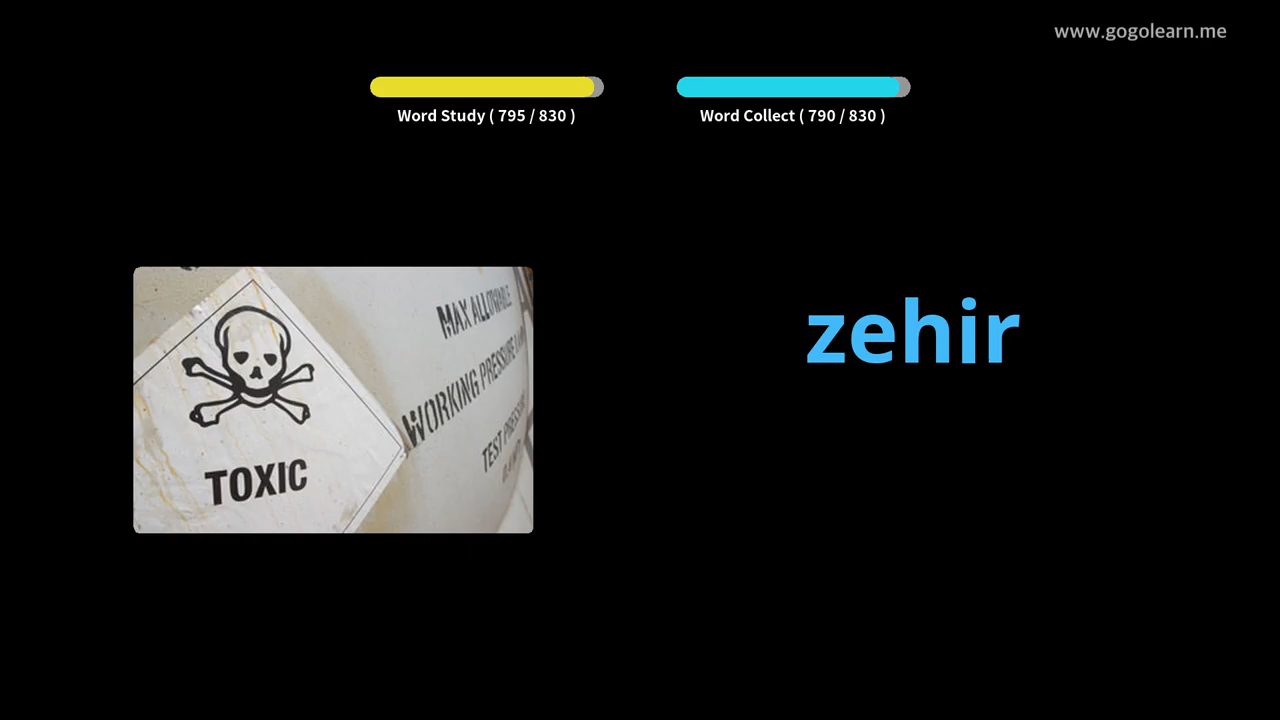 www.gogolearn.me
Word Study ( 795 / 830 )
Word Collect ( 790 / 830 )
zehir
MAX ALLOWABLE
WORKING PRESSURE
TEST PRESSURE
TOXIC